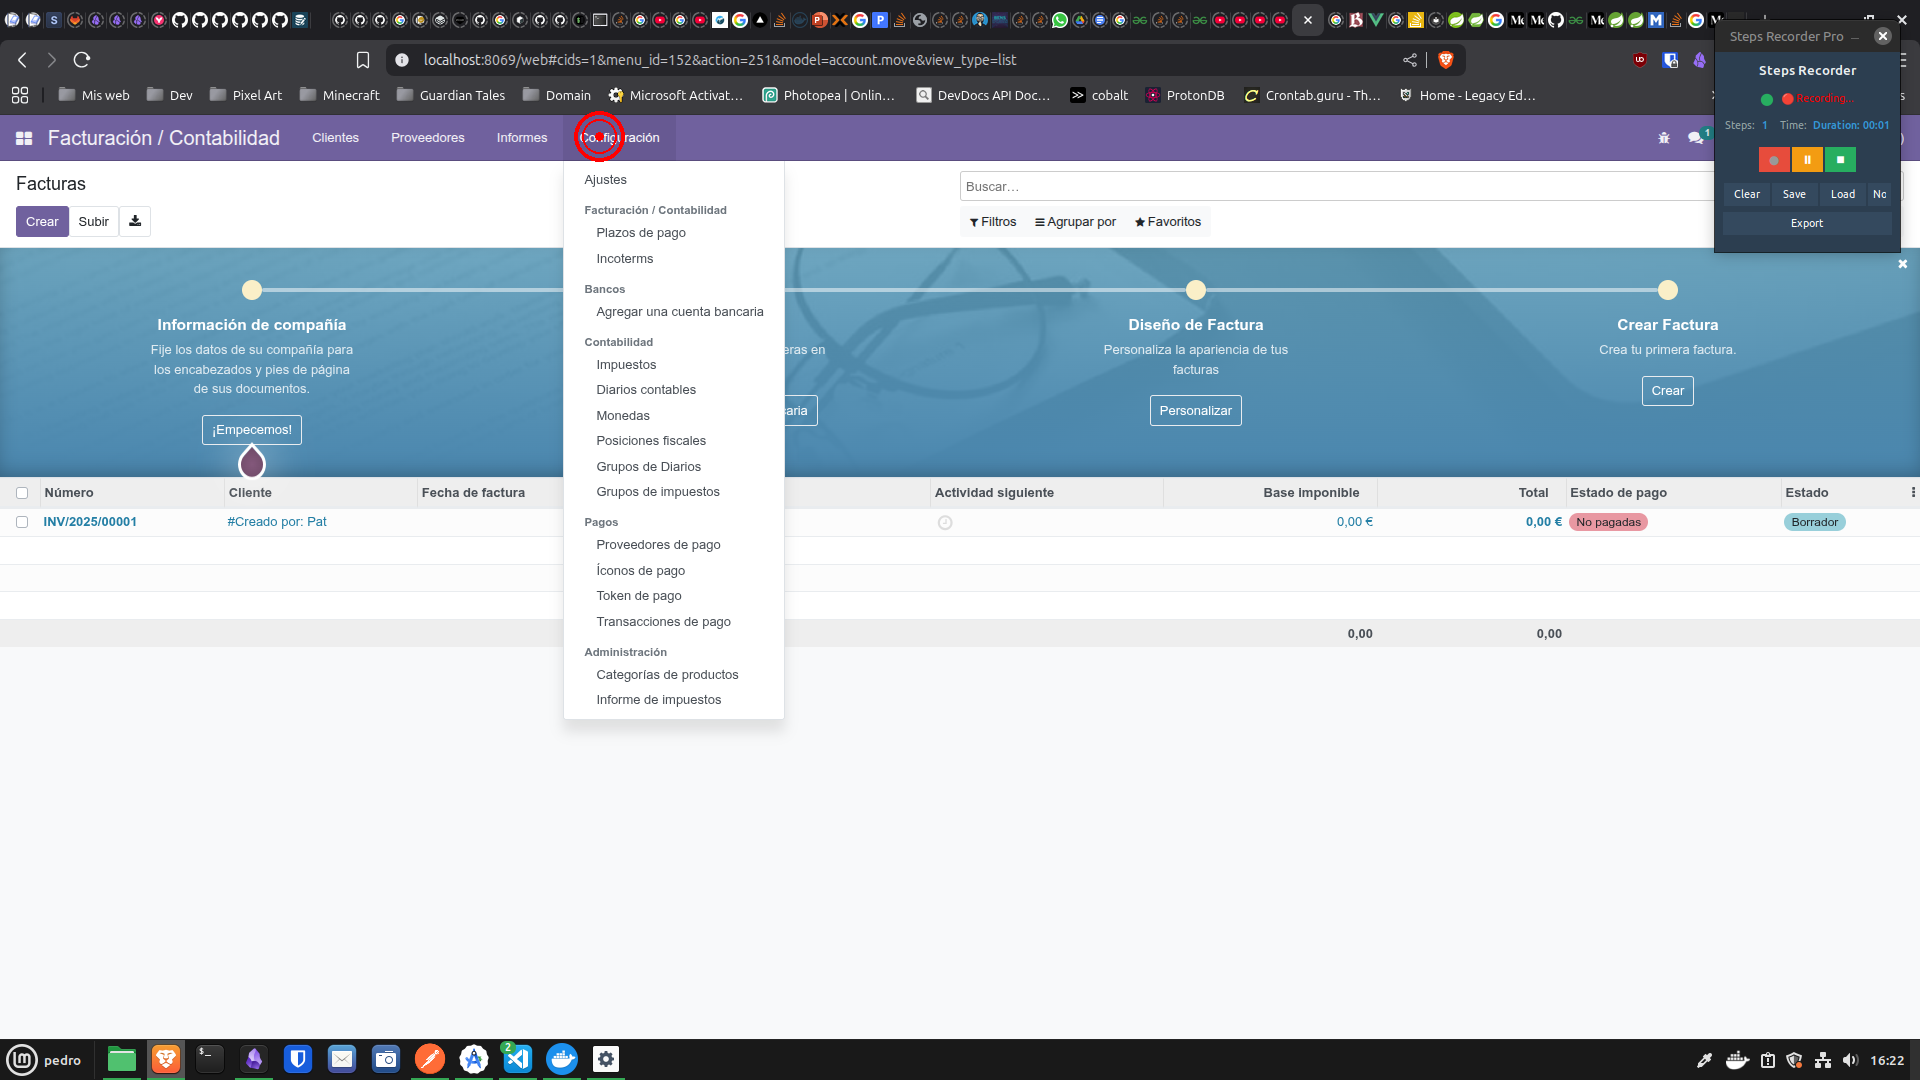 Steps Recorder Pro
localhost:8069/web#cids=1&menu_id=152&action=251&model=account.move&view_type=list
Steps Recorder
Mis web
Dev
Pixel Art
Minecraft
Guardian Tales
Domain
Microsoft Activat...
Photopea | Onlin...
DevDocs API Doc...
cobalt
ProtonDB
Crontab.guru - Th...
Home - Legacy Ed...
Recording...
Steps: 1 Time: Duration: 00:01
Facturación / Contabilidad
Clientes
Proveedores
Informes
Configuración
1
Clear
Save
Load
No
Export
Facturas
Buscar...
Crear
Subir
Filtros
Agrupar por
Favoritos
Ajustes
Facturación / Contabilidad
Plazos de pago
Incoterms
Bancos
Agregar una cuenta bancaria
Contabilidad
Impuestos
Diarios contables
Monedas
Posiciones fiscales
Grupos de Diarios
Grupos de impuestos
Pagos
Proveedores de pago
Íconos de pago
Token de pago
Transacciones de pago
Administración
Categorías de productos
Informe de impuestos
Información de compañía
Fije los datos de su compañía para
los encabezados y pies de página
de sus documentos.
¡Empecemos!
eras en
caria
Diseño de Factura
Personaliza la apariencia de tus
facturas
Personalizar
Crear Factura
Crea tu primera factura.
Crear
Número
Cliente
Fecha de factura
Actividad siguiente
Base imponible
Total
Estado de pago
Estado
INV/2025/00001
#Creado por: Pat
0,00 €
0,00 €
No pagadas
Borrador
0,00
0,00
pedro
2
16:22